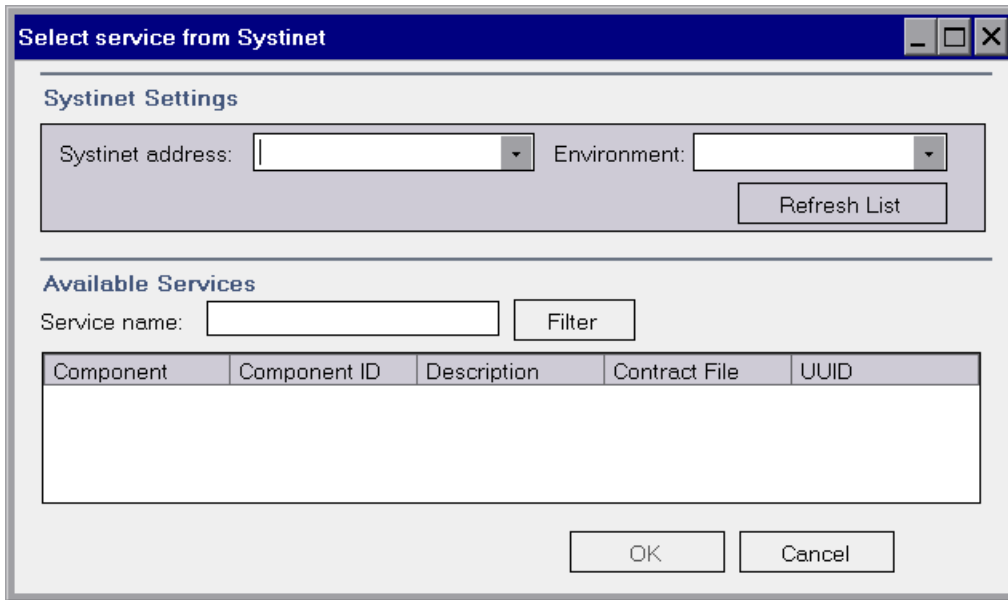 Select service from Systinet
Systinet Settings
Systinet address: Environment:
Refresh List
Available Services
Service name: Filter
Component Component ID Description Contract File UUID
OK Cancel